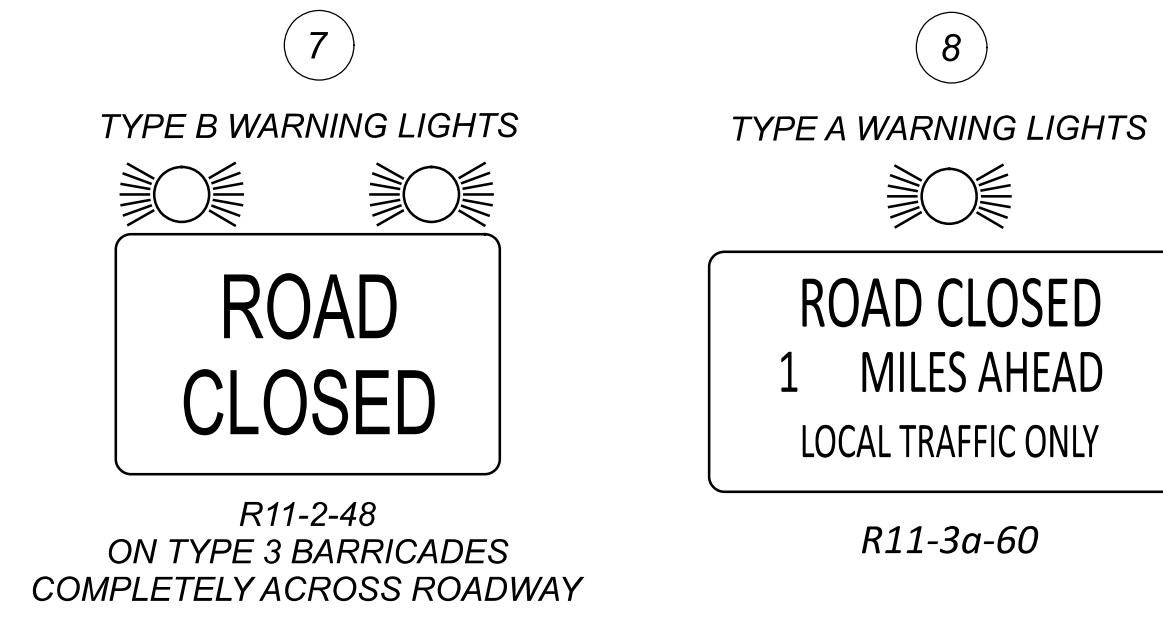 7
TYPE B WARNING LIGHTS
ROAD
CLOSED
R11-2-48
ON TYPE 3 BARRICADES
COMPLETELY ACROSS ROADWAY
8
TYPE A WARNING LIGHTS
ROAD CLOSED
1 MILES AHEAD
LOCAL TRAFFIC ONLY
R11-3a-60